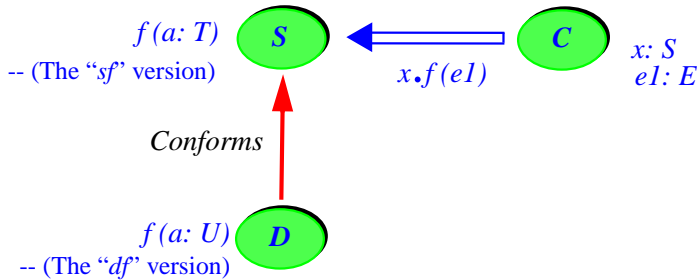 f (a: T)
S
C
-- (The “sf” version)
x.f (e1)
x: S
e1: E
Conforms
f (a: U)
D
-- (The “df” version)